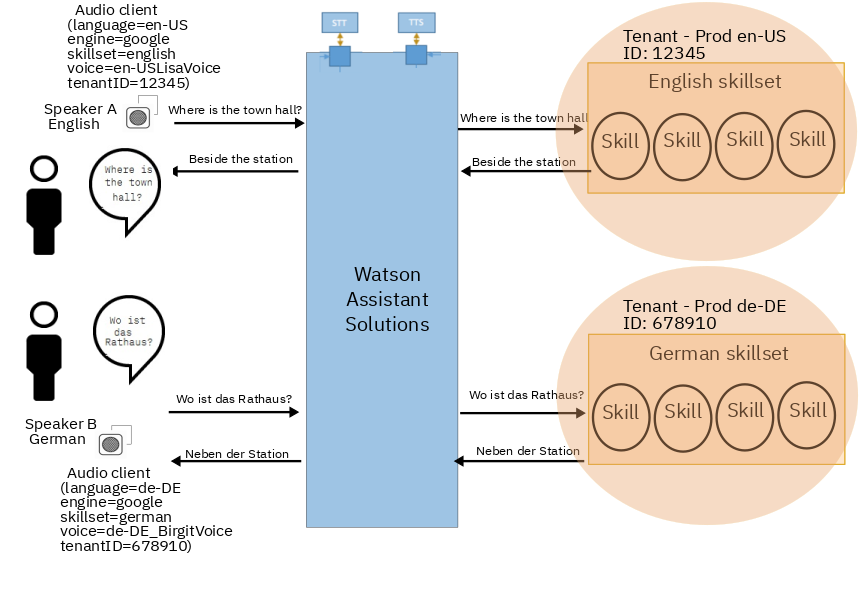 Audio client
(language=en-US
engine=google
skillset=english
voice=en-USLisaVoice
tenantID=12345)
Speaker A
English
Where is the town hall?
Beside the station
Where is
the town
hall?
STT
TTS
Watson
Assistant
Solutions
Where is the town hall
Beside the station
Tenant - Prod en-US
ID: 12345
English skillset
Skill
Skill
Skill
Skill
Wo ist
das
Rathaus?
Wo ist das Rathaus?
Speaker B
German
Neben der Station
Audio client
(language=de-DE
engine=google
skillset=german
voice=de-DE_BirgitVoice
tenantID=678910)
Wo ist das Rathaus?
Neben der Station
Tenant - Prod de-DE
ID: 678910
German skillset
Skill
Skill
Skill
Skill